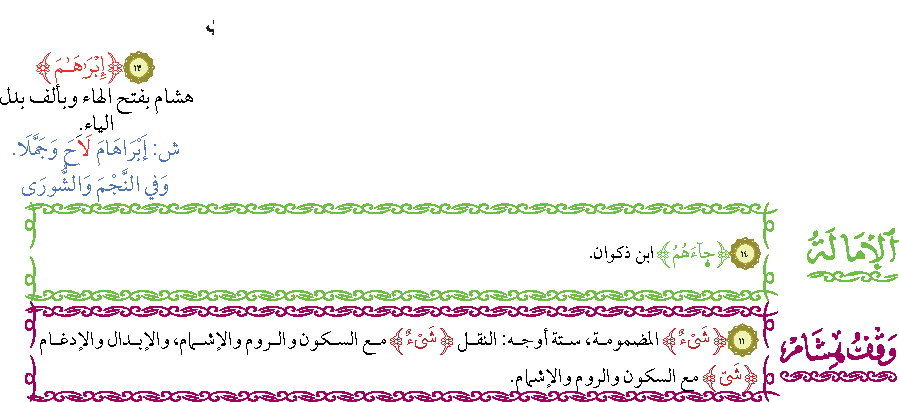 ١٣ ﴿إِبْرَٰهَـٰمَ﴾
هشام بفتح الهاء وبألف بدل
الياء.
ش: إِبْرَاهَامَ لَاحَ وَجَمَّلَا.
وَفِي النَّجْمِ وَالشُّورَى
الإِمَالَةُ
١٤ ﴿جَآءَهُمُ﴾ ابن ذكوان.
وَقْفُ هِشَام
١١ ﴿شَىْءٌ﴾ المضمومة، ستة أوجه: النقل ﴿شَىْءٌ﴾ مع السكون والروم والإشمام، والإبدال والإدغام
﴿شَىّ﴾ مع السكون والروم والإشمام.